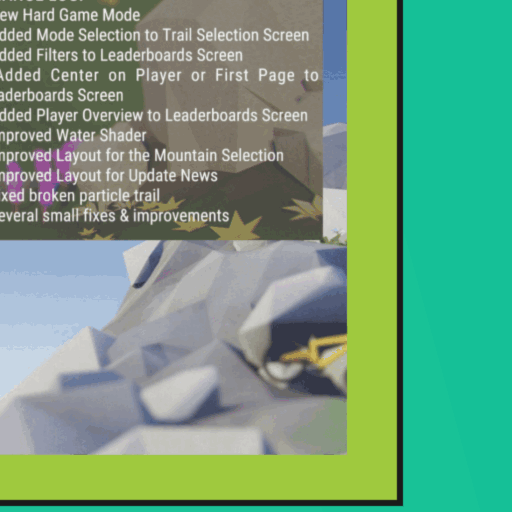 ew Hard Game Mode
dded Mode Selection to Trail Selection Screen
dded Filters to Leaderboards Screen
Added Center on Player or First Page to
aderboards Screen
dded Player Overview to Leaderboards Screen
mproved Water Shader
mproved Layout for the Mountain Selection
mproved Layout for Update News
ixed broken particle trail
everal small fixes & improvements